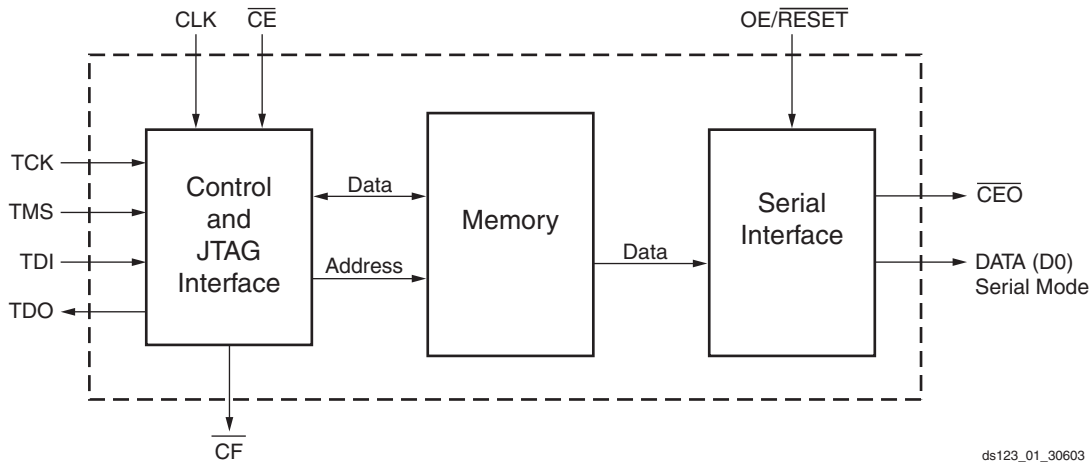 CLK CE OE/RESET
TCK
TMS
TDI
TDO
Control
and
JTAG
Interface
Data
Address
Memory
Data
Serial
Interface
CEO
DATA (D0)
Serial Mode
CF
ds123_01_30603